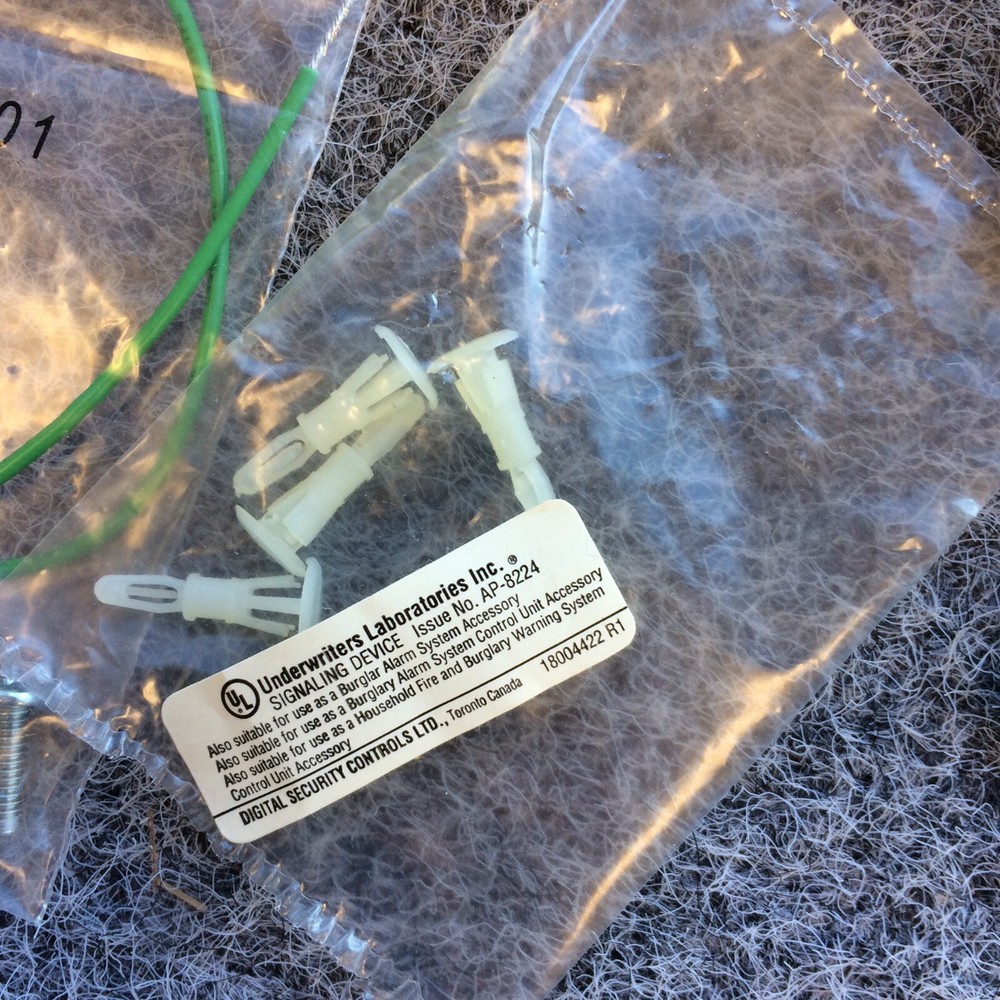 01
UL Underwriters Laboratories Inc. ®
SIGNALING DEVICE Issue No. AP-8224
Also suitable for use as a Burglar Alarm System Accessory
Also suitable for use as a Burglary Alarm System Control Unit Accessory
Also suitable for use as a Household Fire and Burglary Warning System
Control Unit Accessory
18004422 R1
DIGITAL SECURITY CONTROLS LTD., Toronto Canada